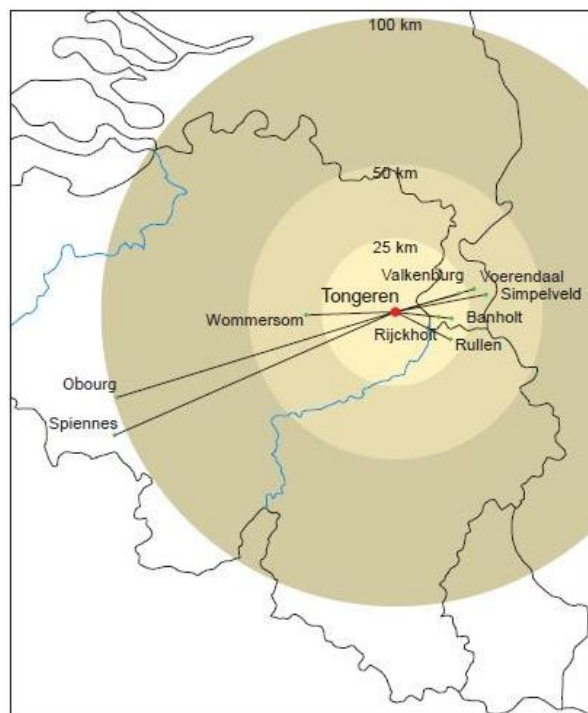 100 km
50 km
25 km
Valkenburg
Voerendaal
Tongeren
Simpelveld
Wommersom
Banholt
Rijckholt
Rullen
Obourg
Spiennes